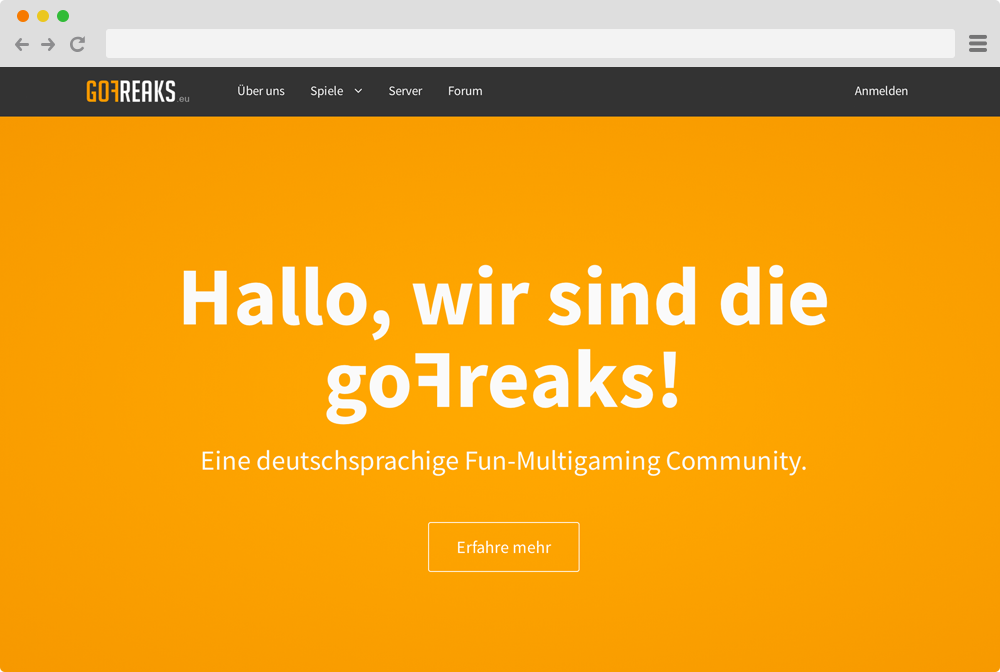 GOFREAKS.eu
Über uns Spiele Server Forum Anmelden
Hallo, wir sind die
goFreaks!
Eine deutschsprachige Fun-Multigaming Community.
Erfahre mehr